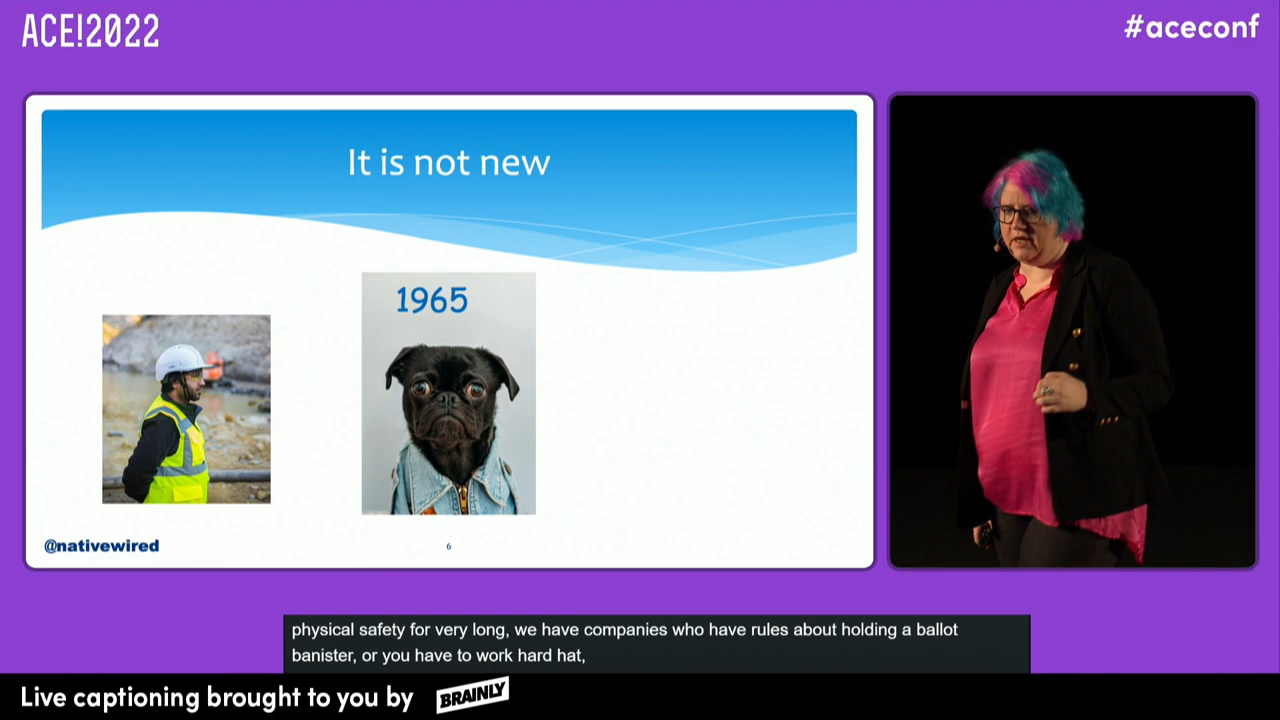 ACE!2022
#aceconf
It is not new
1965
@nativewired
6
physical safety for very long, we have companies who have rules about holding a ballot
banister, or you have to work hard hat,
Live captioning brought to you by BRAINLY